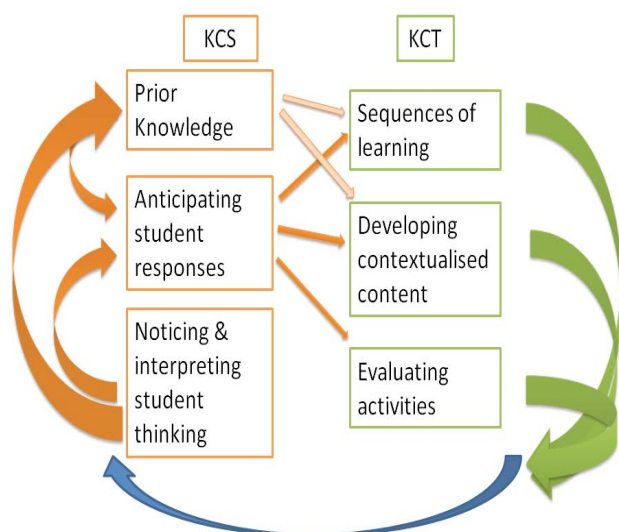 KCS
KCT
Prior
Knowledge
Sequences of
learning
Anticipating
student
responses
Developing
contextualised
content
Noticing &
interpreting
student
thinking
Evaluating
activities